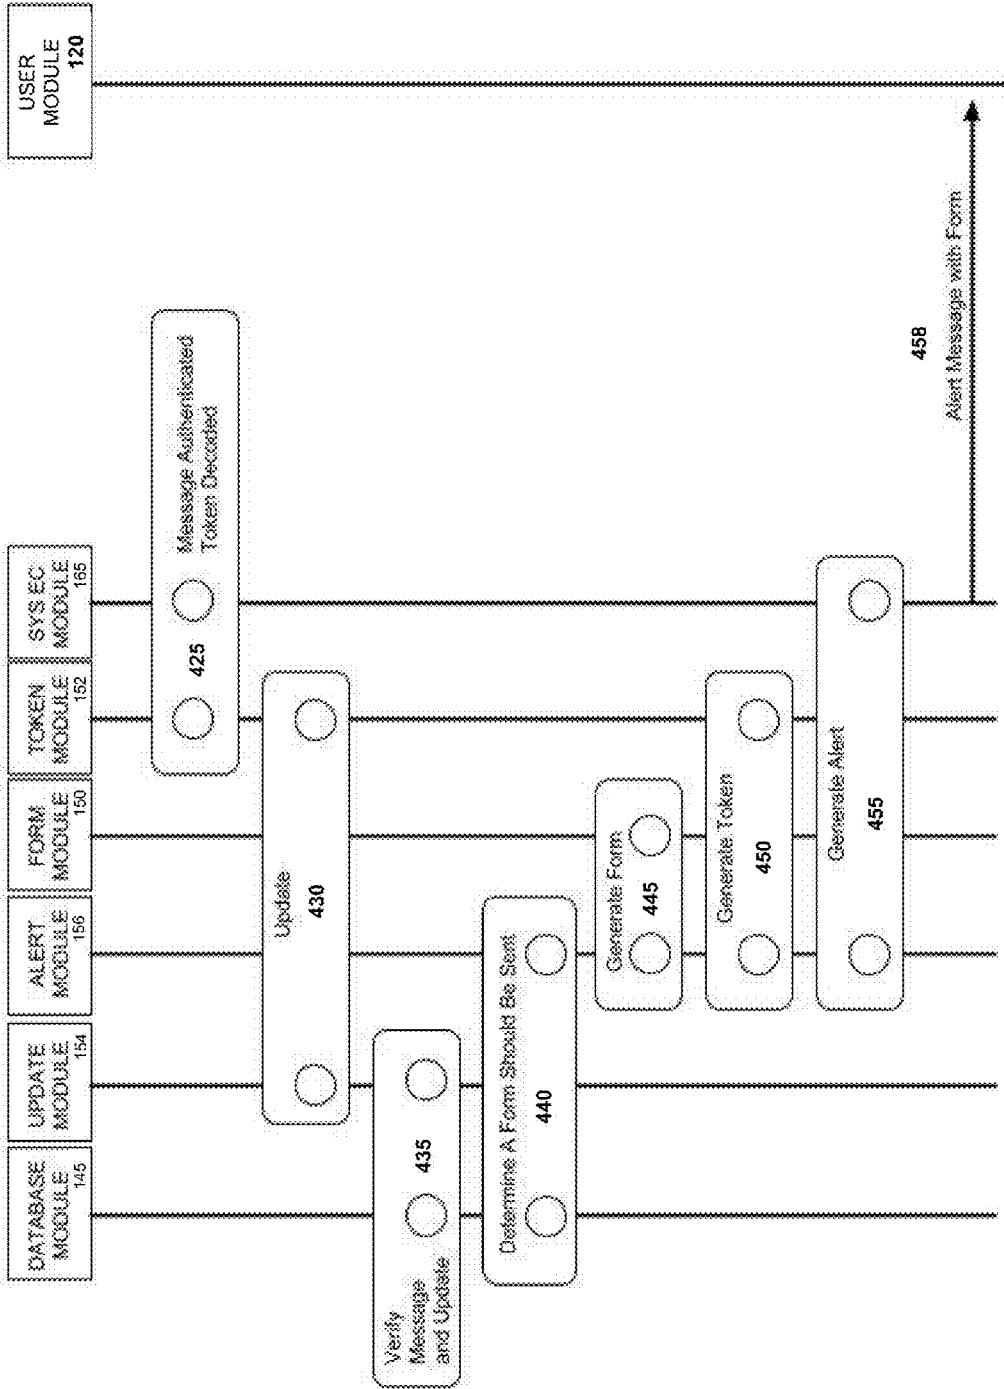 DATABASE
MODULE
145
UPDATE
MODULE
154
ALERT
MODULE
156
FORM
MODULE
150
TOKEN
MODULE
152
SYS EC
MODULE
165
USER
MODULE
120
425
Message Authenticated
Token Decoded
Update
430
Verify
Message
and Update
435
Determine A Form Should Be Sent
440
Generate Form
445
Generate Token
450
Generate Alert
455
458
Alert Message with Form